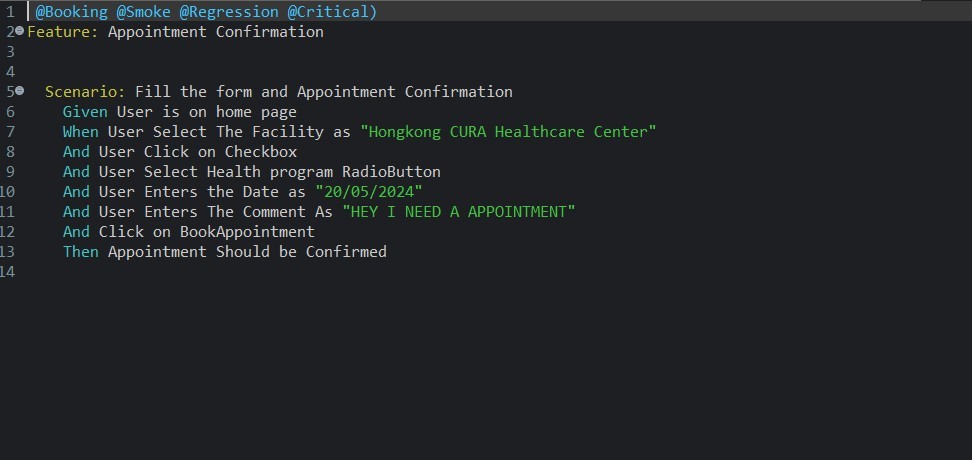 1 @Booking @Smoke @Regression @Critical)
2 Feature: Appointment Confirmation
3
4
5 Scenario: Fill the form and Appointment Confirmation
6 Given User is on home page
7 When User Select The Facility as "Hongkong CURA Healthcare Center"
8 And User Click on Checkbox
9 And User Select Health program RadioButton
10 And User Enters the Date as "20/05/2024"
11 And User Enters The Comment As "HEY I NEED A APPOINTMENT"
12 And Click on BookAppointment
13 Then Appointment Should be Confirmed
14